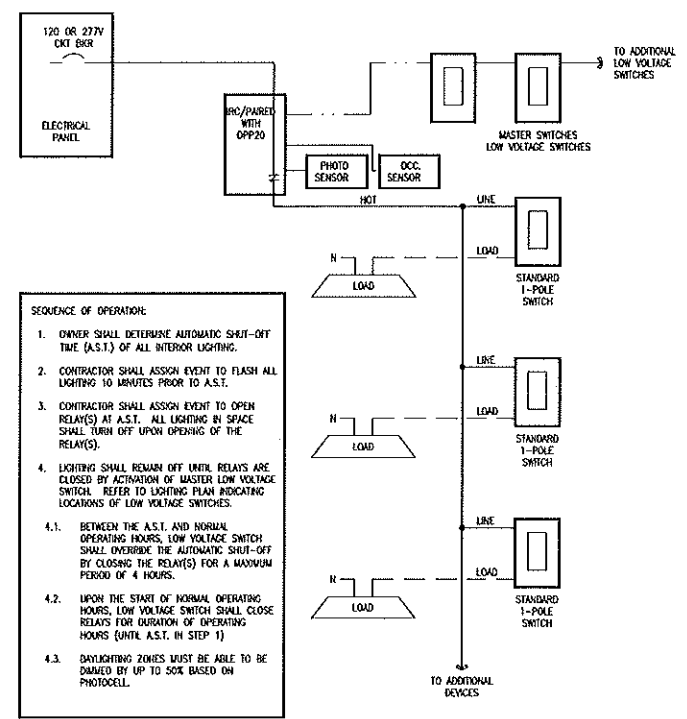 120 OR 277V
CKT BKR
ELECTRICAL
PANEL
LRC/PAIRED
WITH
OPP20
PHOTO
SENSOR
OCC.
SENSOR
TO ADDITIONAL
LOW VOLTAGE
SWITCHES
MASTER SWITCHES
LOW VOLTAGE SWITCHES
HOT
LINE
LOAD
N
LOAD
STANDARD
1-POLE
SWITCH
LINE
LOAD
N
LOAD
STANDARD
1-POLE
SWITCH
LINE
LOAD
N
LOAD
STANDARD
1-POLE
SWITCH
TO ADDITIONAL
DEVICES
SEQUENCE OF OPERATION:
1. OWNER SHALL DETERMINE AUTOMATIC SHUT-OFF
TIME (A.S.T.) OF ALL INTERIOR LIGHTING.
2. CONTRACTOR SHALL ASSIGN EVENT TO FLASH ALL
LIGHTING 10 MINUTES PRIOR TO A.S.T.
3. CONTRACTOR SHALL ASSIGN EVENT TO OPEN
RELAY(S) AT A.S.T. ALL LIGHTING IN SPACE
SHALL TURN OFF UPON OPENING OF THE
RELAY(S).
4. LIGHTING SHALL REMAIN OFF UNTIL RELAYS ARE
CLOSED BY ACTIVATION OF MASTER LOW VOLTAGE
SWITCH. REFER TO LIGHTING PLAN INDICATING
LOCATIONS OF LOW VOLTAGE SWITCHES.
4.1. BETWEEN THE A.S.T. AND NORMAL
OPERATING HOURS, LOW VOLTAGE SWITCH
SHALL OVERRIDE THE AUTOMATIC SHUT-OFF
BY CLOSING THE RELAY(S) FOR A MAXIMUM
PERIOD OF 4 HOURS.
4.2. UPON THE START OF NORMAL OPERATING
HOURS, LOW VOLTAGE SWITCH SHALL CLOSE
RELAYS FOR DURATION OF OPERATING
HOURS (UNTIL A.S.T. IN STEP 1)
4.3. DAYLIGHTING ZONES MUST BE ABLE TO BE
DIMMED BY UP TO 50% BASED ON
PHOTOCELL.